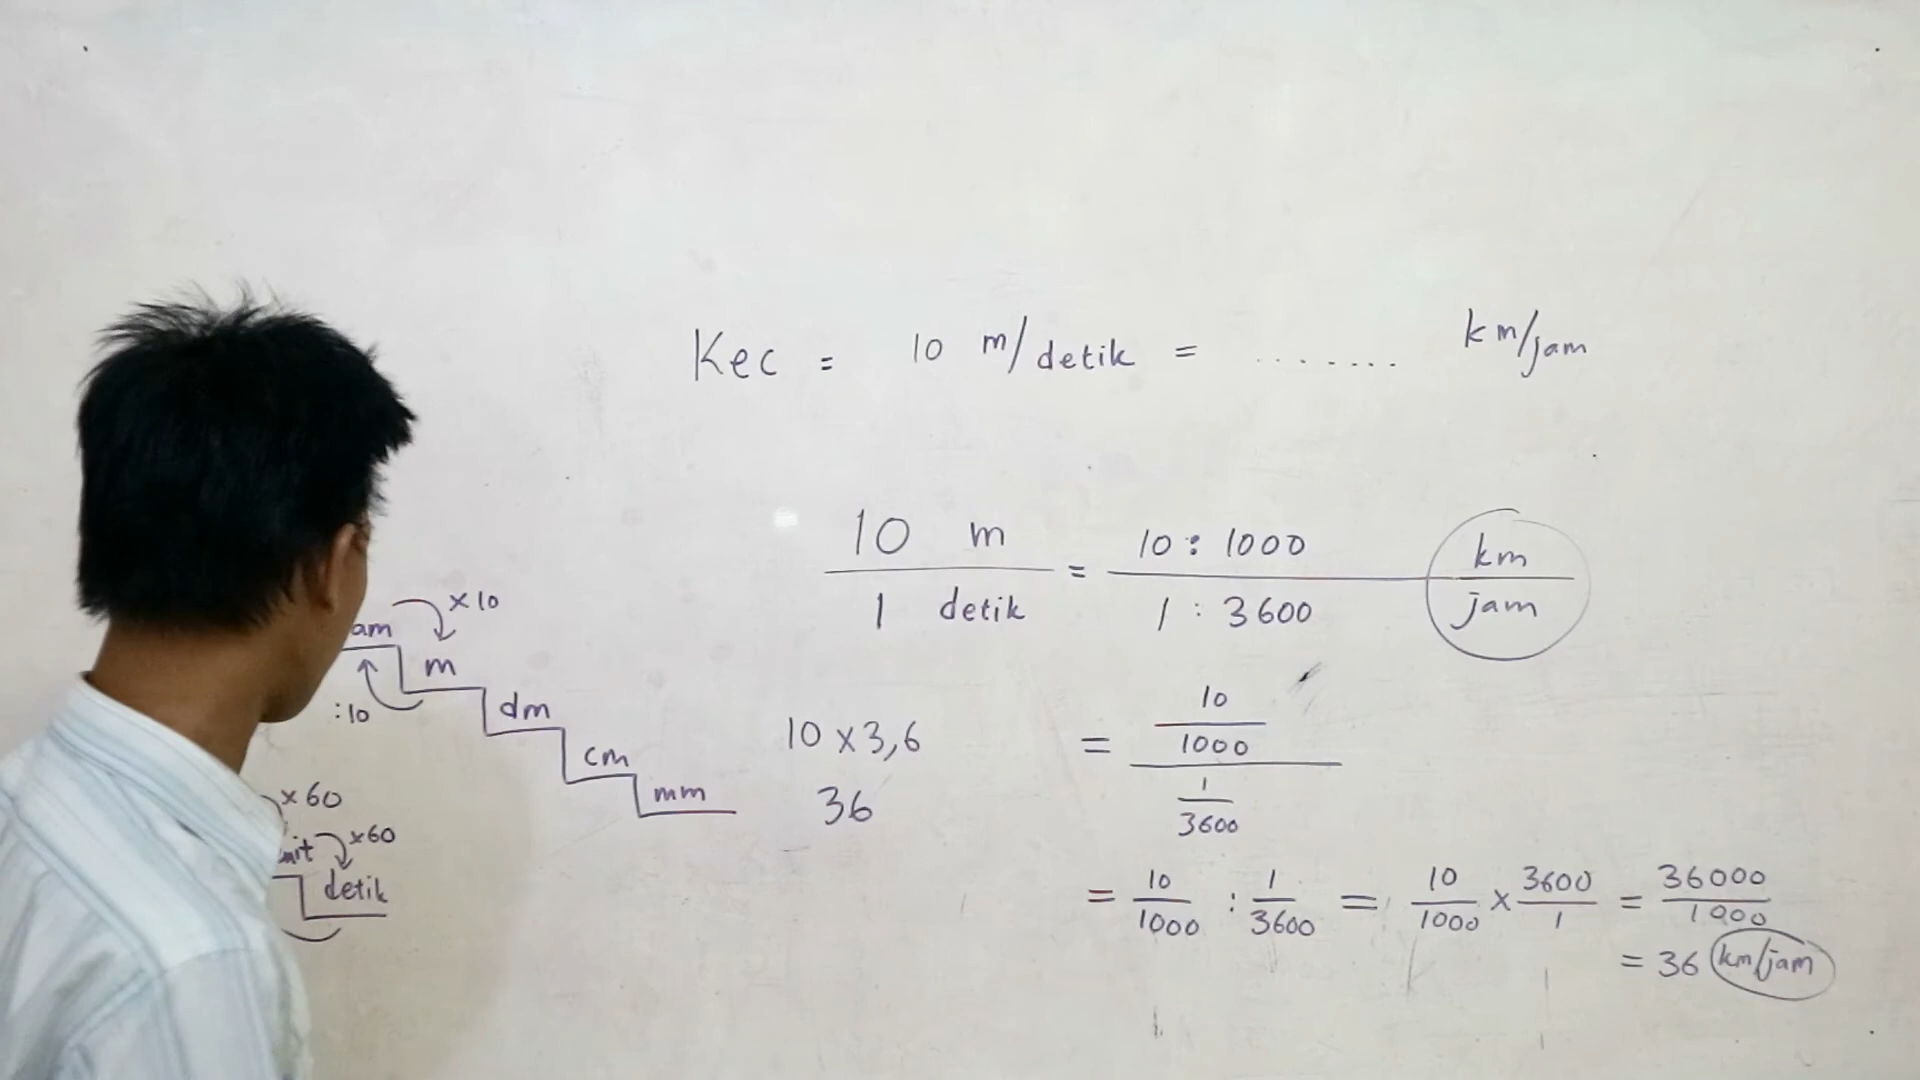 Kec = 10 m/detik = ........ km/jam
10 m / 1 detik = 10 : 1000 / 1 : 3600 km / jam
= 10/1000 / 1/3600
= 10/1000 : 1/3600 = 10/1000 x 3600/1 = 36000/1000
= 36 km/jam
10 x 3,6
36
x 10
m
: 10
dm
cm
mm
x 60
x 60
detik